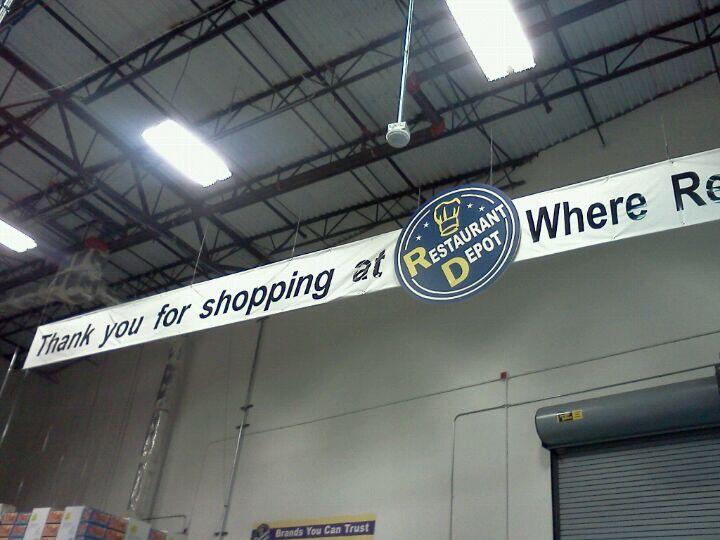 Thank you for shopping at
RESTAURANT
DEPOT
Where Re
Brands You Can Trust